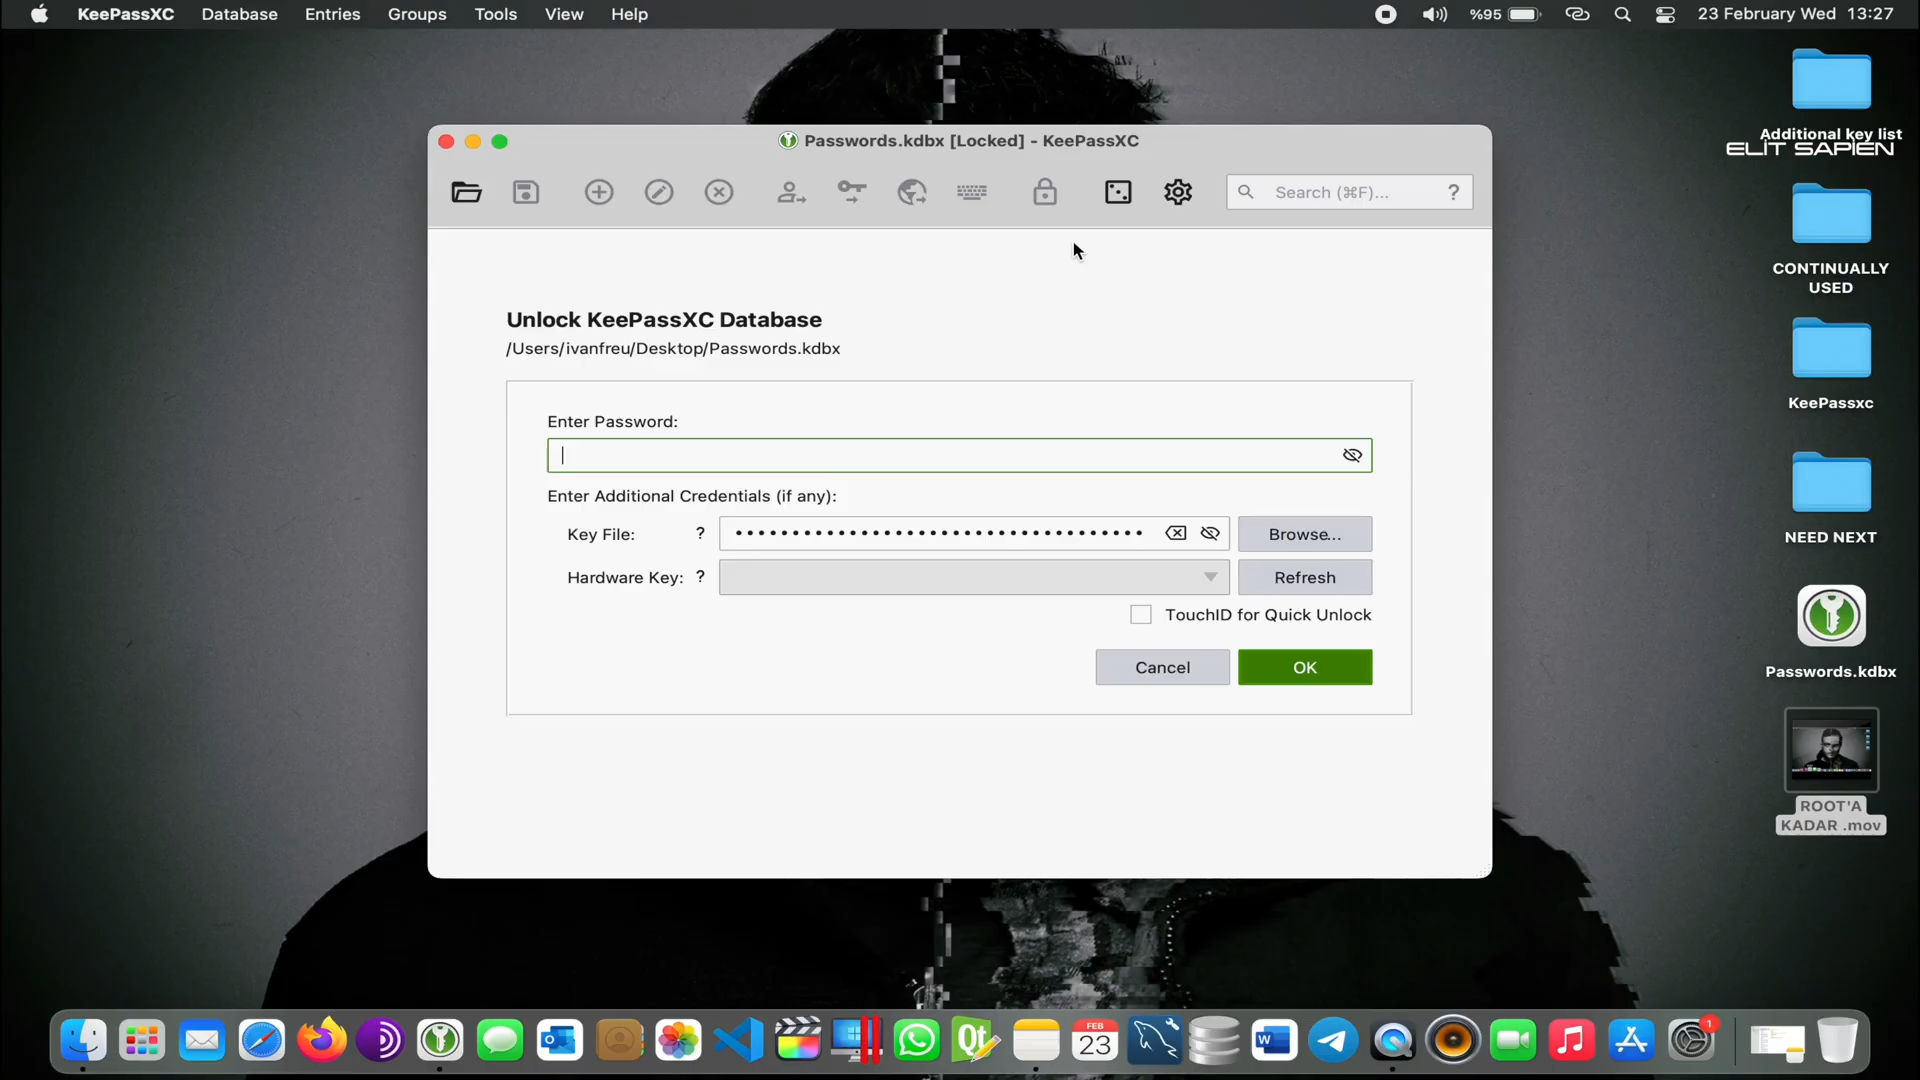 KeePassXC Database Entries Groups Tools View Help %95 23 February Wed 13:27
Passwords.kdbx [Locked] - KeePassXC
Search (⌘F)... ?
Unlock KeePassXC Database
/Users/ivanfreu/Desktop/Passwords.kdbx
Enter Password:
Enter Additional Credentials (if any):
Key File: ? Browse...
Hardware Key: ? Refresh
TouchID for Quick Unlock
Cancel OK
Additional key list
ELIT SAPIEN
CONTINUALLY
USED
KeePassxc
NEED NEXT
Passwords.kdbx
ROOT'A
KADAR .mov
FEB
23
Qt
W
1